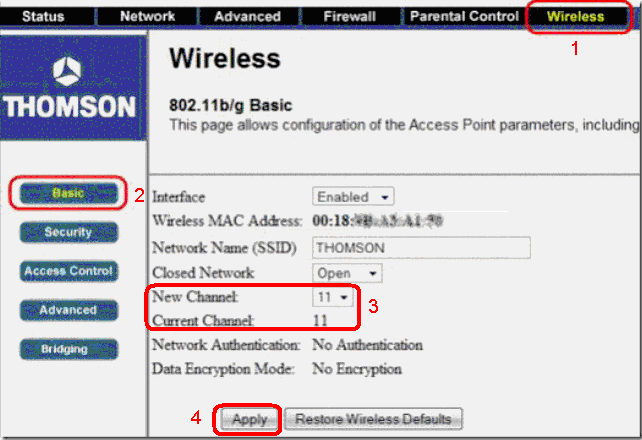 Status Network Advanced Firewall Parental Control Wireless
1
THOMSON
Wireless
802.11b/g Basic
This page allows configuration of the Access Point parameters, including
Basic
2
Security
Access Control
Advanced
Bridging
Interface Enabled
Wireless MAC Address: 00:18:
Network Name (SSID) THOMSON
Closed Network Open
New Channel: 11
3
Current Channel: 11
Network Authentication: No Authentication
Data Encryption Mode: No Encryption
4
Apply Restore Wireless Defaults